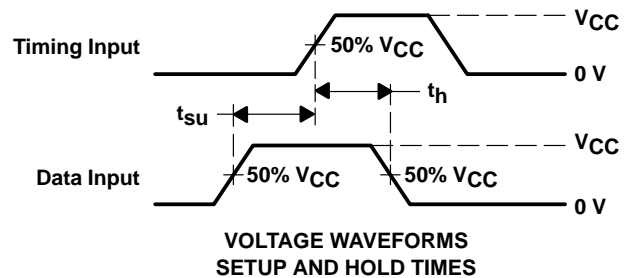 VCC
Timing Input
50% VCC
0 V
th
tsu
VCC
Data Input
50% VCC
50% VCC
0 V
VOLTAGE WAVEFORMS
SETUP AND HOLD TIMES